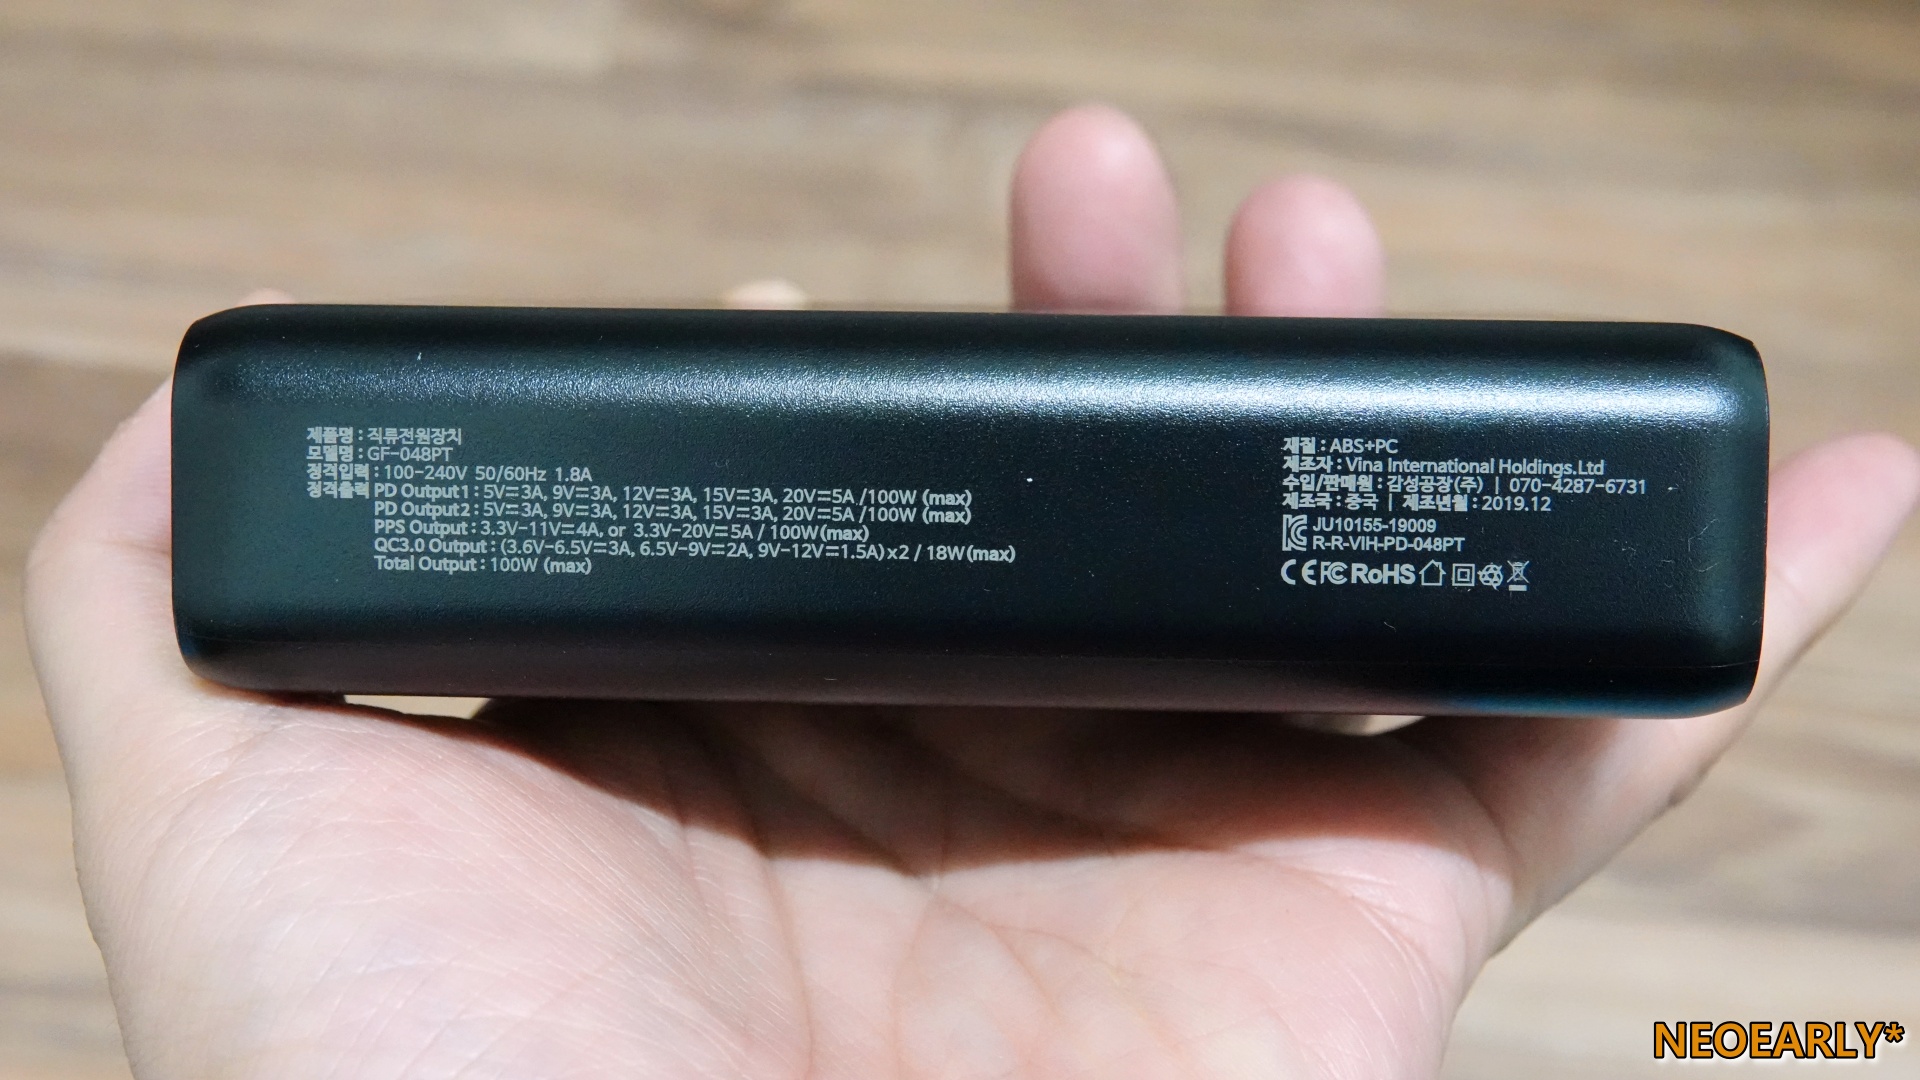 제품명 : 직류전원장치
모델명 : GF-048PT
정격입력 : 100-240V 50/60Hz 1.8A
정격출력 PD Output1 : 5V⎓3A, 9V⎓3A, 12V⎓3A, 15V⎓3A, 20V⎓5A /100W (max)
PD Output2 : 5V⎓3A, 9V⎓3A, 12V⎓3A, 15V⎓3A, 20V⎓5A /100W (max)
PPS Output : 3.3V-11V⎓4A, or 3.3V-20V⎓5A / 100W(max)
QC3.0 Output : (3.6V-6.5V⎓3A, 6.5V-9V⎓2A, 9V-12V⎓1.5A)x2 / 18W(max)
Total Output : 100W (max)
재질 : ABS+PC
제조자 : Vina International Holdings.Ltd
수입/판매원 : 감성공장(주) | 070-4287-6731
제조국 : 중국 | 제조년월 : 2019.12
JU10155-19009
R-R-VIH-PD-048PT
CE FC RoHS
NEOEARLY*